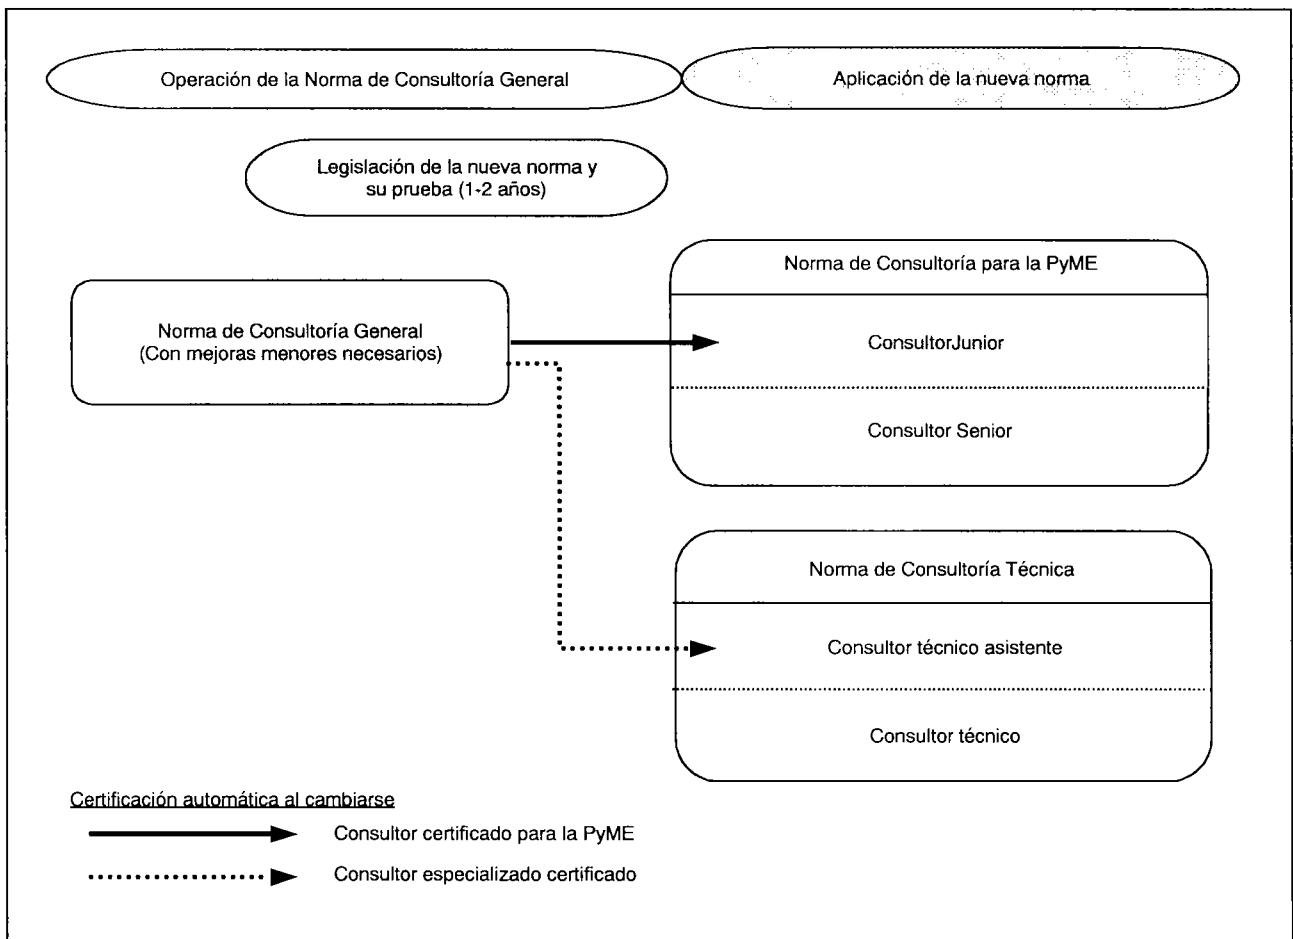 Operación de la Norma de Consultoría General
Aplicación de la nueva norma
Legislación de la nueva norma y
su prueba (1-2 años)
Norma de Consultoría para la PyME
Norma de Consultoría General
(Con mejoras menores necesarios)
ConsultorJunior
Consultor Senior
Norma de Consultoría Técnica
Consultor técnico asistente
Consultor técnico
Certificación automática al cambiarse
Consultor certificado para la PyME
Consultor especializado certificado